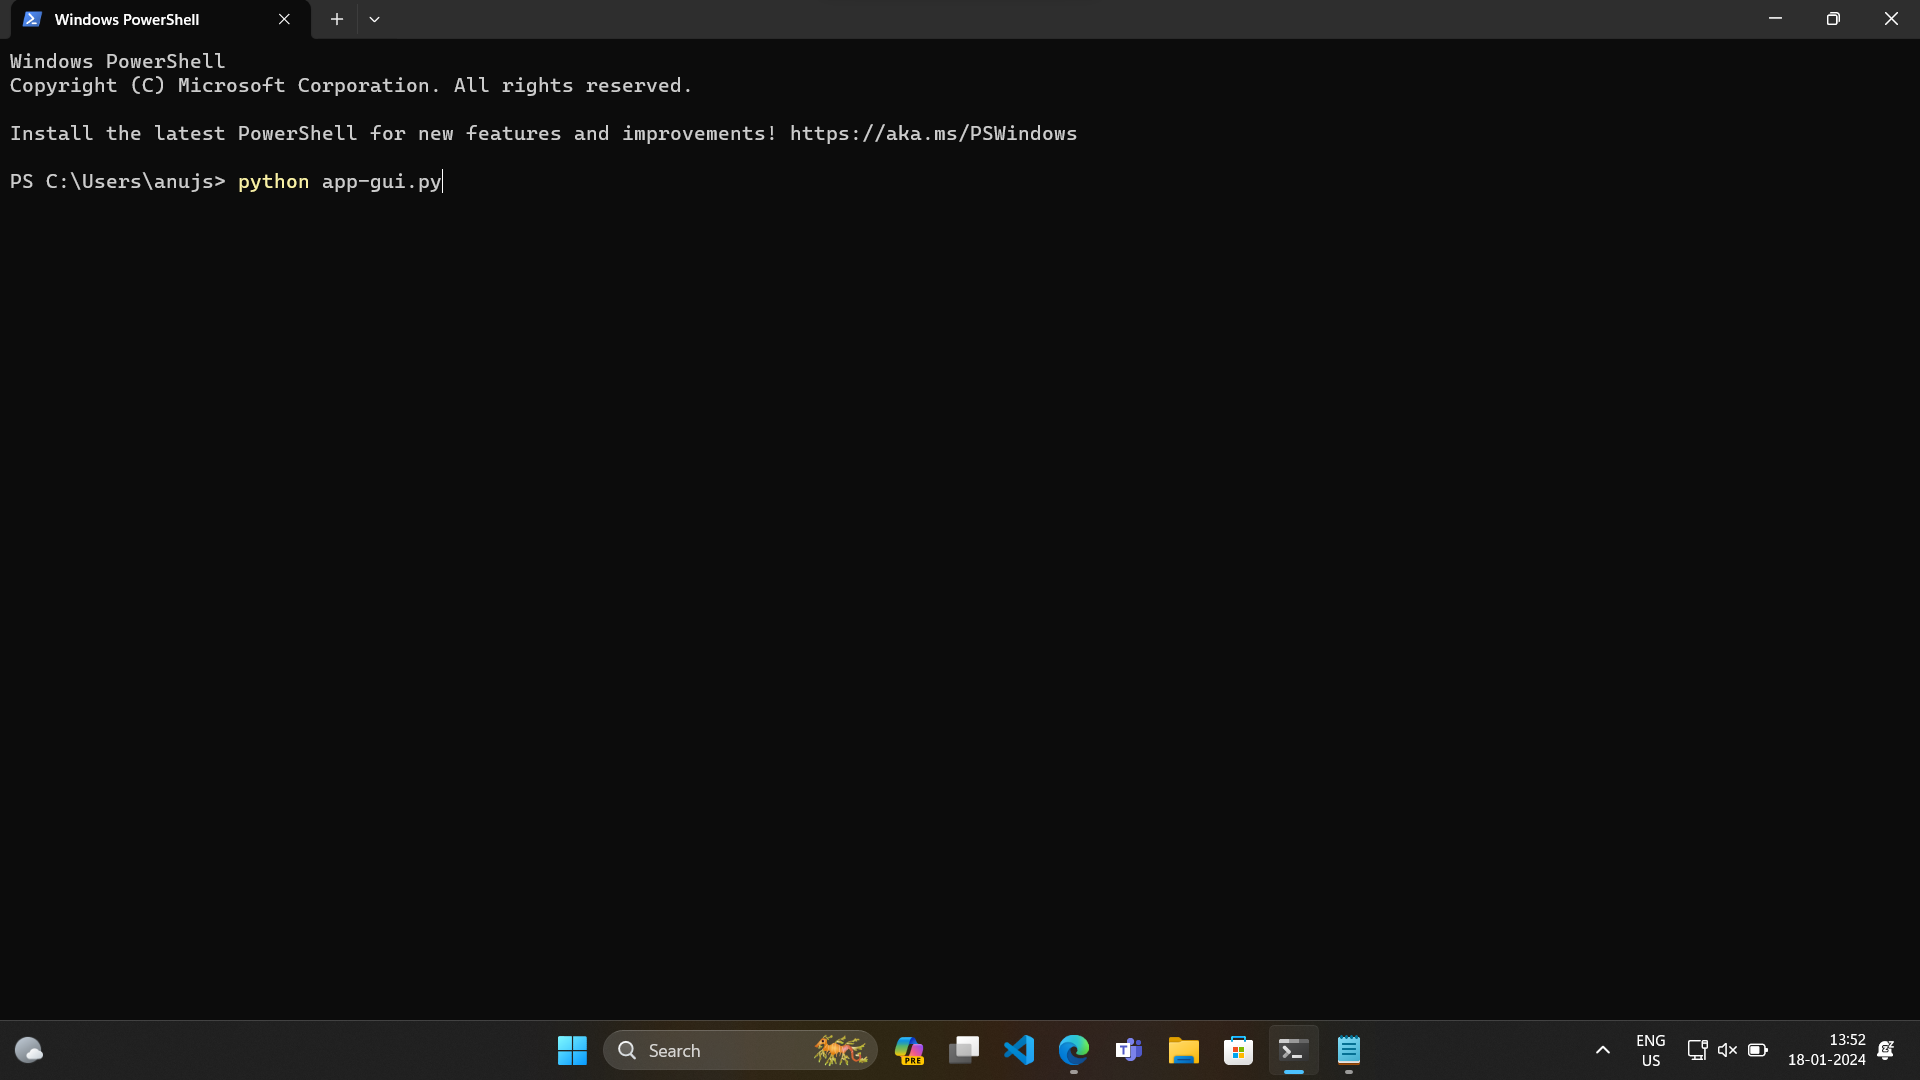 Windows PowerShell
Windows PowerShell
Copyright (C) Microsoft Corporation. All rights reserved.
Install the latest PowerShell for new features and improvements! https://aka.ms/PSWindows
PS C:\Users\anujs> python app-gui.py
Search
PRE
T
ENG
US
13:52
18-01-2024